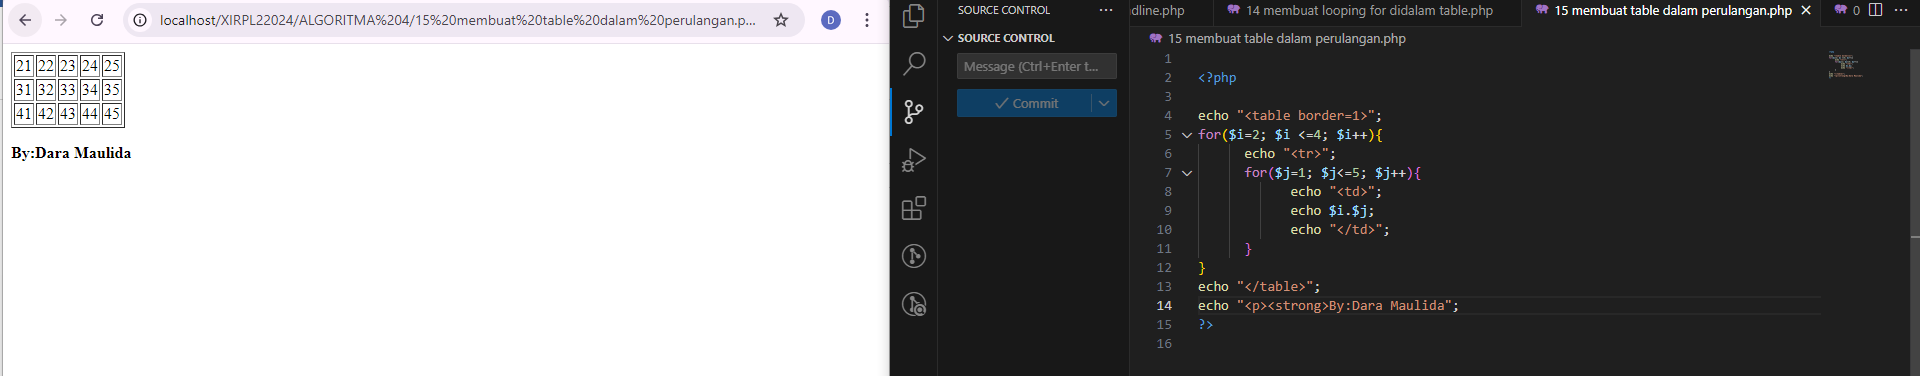 localhost/XIRPL22024/ALGORITMA%204/15%20membuat%20table%20dalam%20perulangan.p...
D
21 22 23 24 25
31 32 33 34 35
41 42 43 44 45
By:Dara Maulida
SOURCE CONTROL
SOURCE CONTROL
Message (Ctrl+Enter t...
Commit
dline.php
14 membuat looping for didalam table.php
15 membuat table dalam perulangan.php
0
15 membuat table dalam perulangan.php
1
2 <?php
3
4 echo "<table border=1>";
5 for($i=2; $i <=4; $i++){
6 echo "<tr>";
7 for($j=1; $j<=5; $j++){
8 echo "<td>";
9 echo $i.$j;
10 echo "</td>";
11 }
12 }
13 echo "</table>";
14 echo "<p><strong>By:Dara Maulida";
15 ?>
16